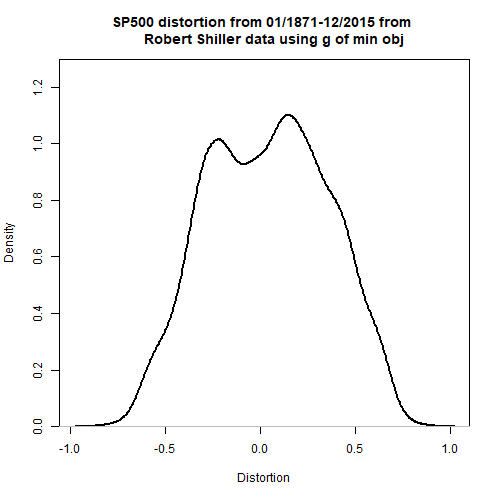 SP500 distortion from 01/1871-12/2015 from
Robert Shiller data using g of min obj
1.2
1.0
0.8
0.6
0.4
0.2
0.0
Density
-1.0 -0.5 0.0 0.5 1.0
Distortion